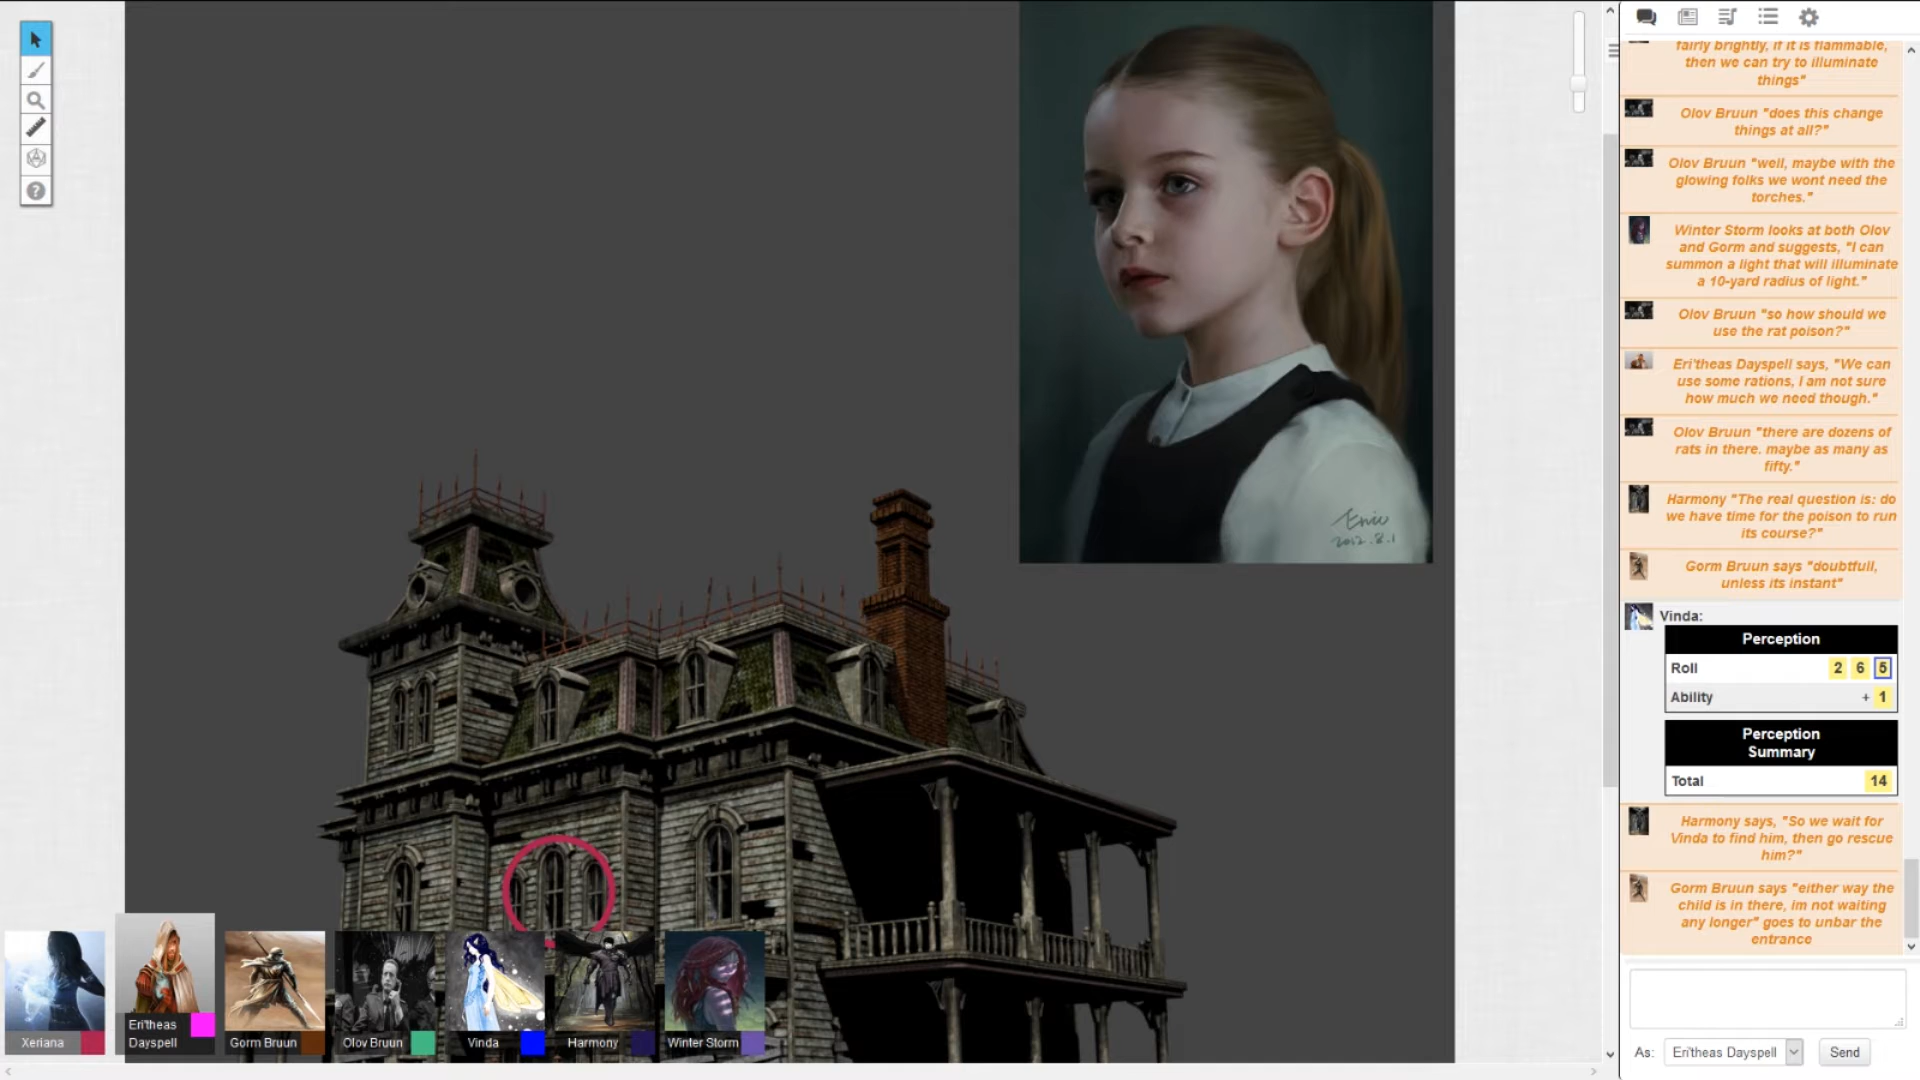 fairly brightly, if it is flammable,
then we can try to illuminate
things"
Olov Bruun "does this change
things at all?"
Olov Bruun "well, maybe with the
glowing folks we wont need the
torches."
Winter Storm looks at both Olov
and Gorm and suggests, "I can
summon a light that will illuminate
a 10-yard radius of light."
Olov Bruun "so how should we
use the rat poison?"
Eri'theas Dayspell says, "We can
use some rations, I am not sure
how much we need though."
Olov Bruun "there are dozens of
rats in there. maybe as many as
fifty."
Harmony "The real question is: do
we have time for the poison to run
its course?"
Gorm Bruun says "doubtfull,
unless its instant"
Vinda:
Perception
Roll 2 6 5
Ability + 1
Perception
Summary
Total 14
Harmony says, "So we wait for
Vinda to find him, then go rescue
him?"
Gorm Bruun says "either way the
child is in there, im not waiting
any longer" goes to unbar the
entrance
As: Eri'theas Dayspell Send
2012.8.1
Xeriana
Eri'theas
Dayspell
Gorm Bruun
Olov Bruun
Vinda
Harmony
Winter Storm